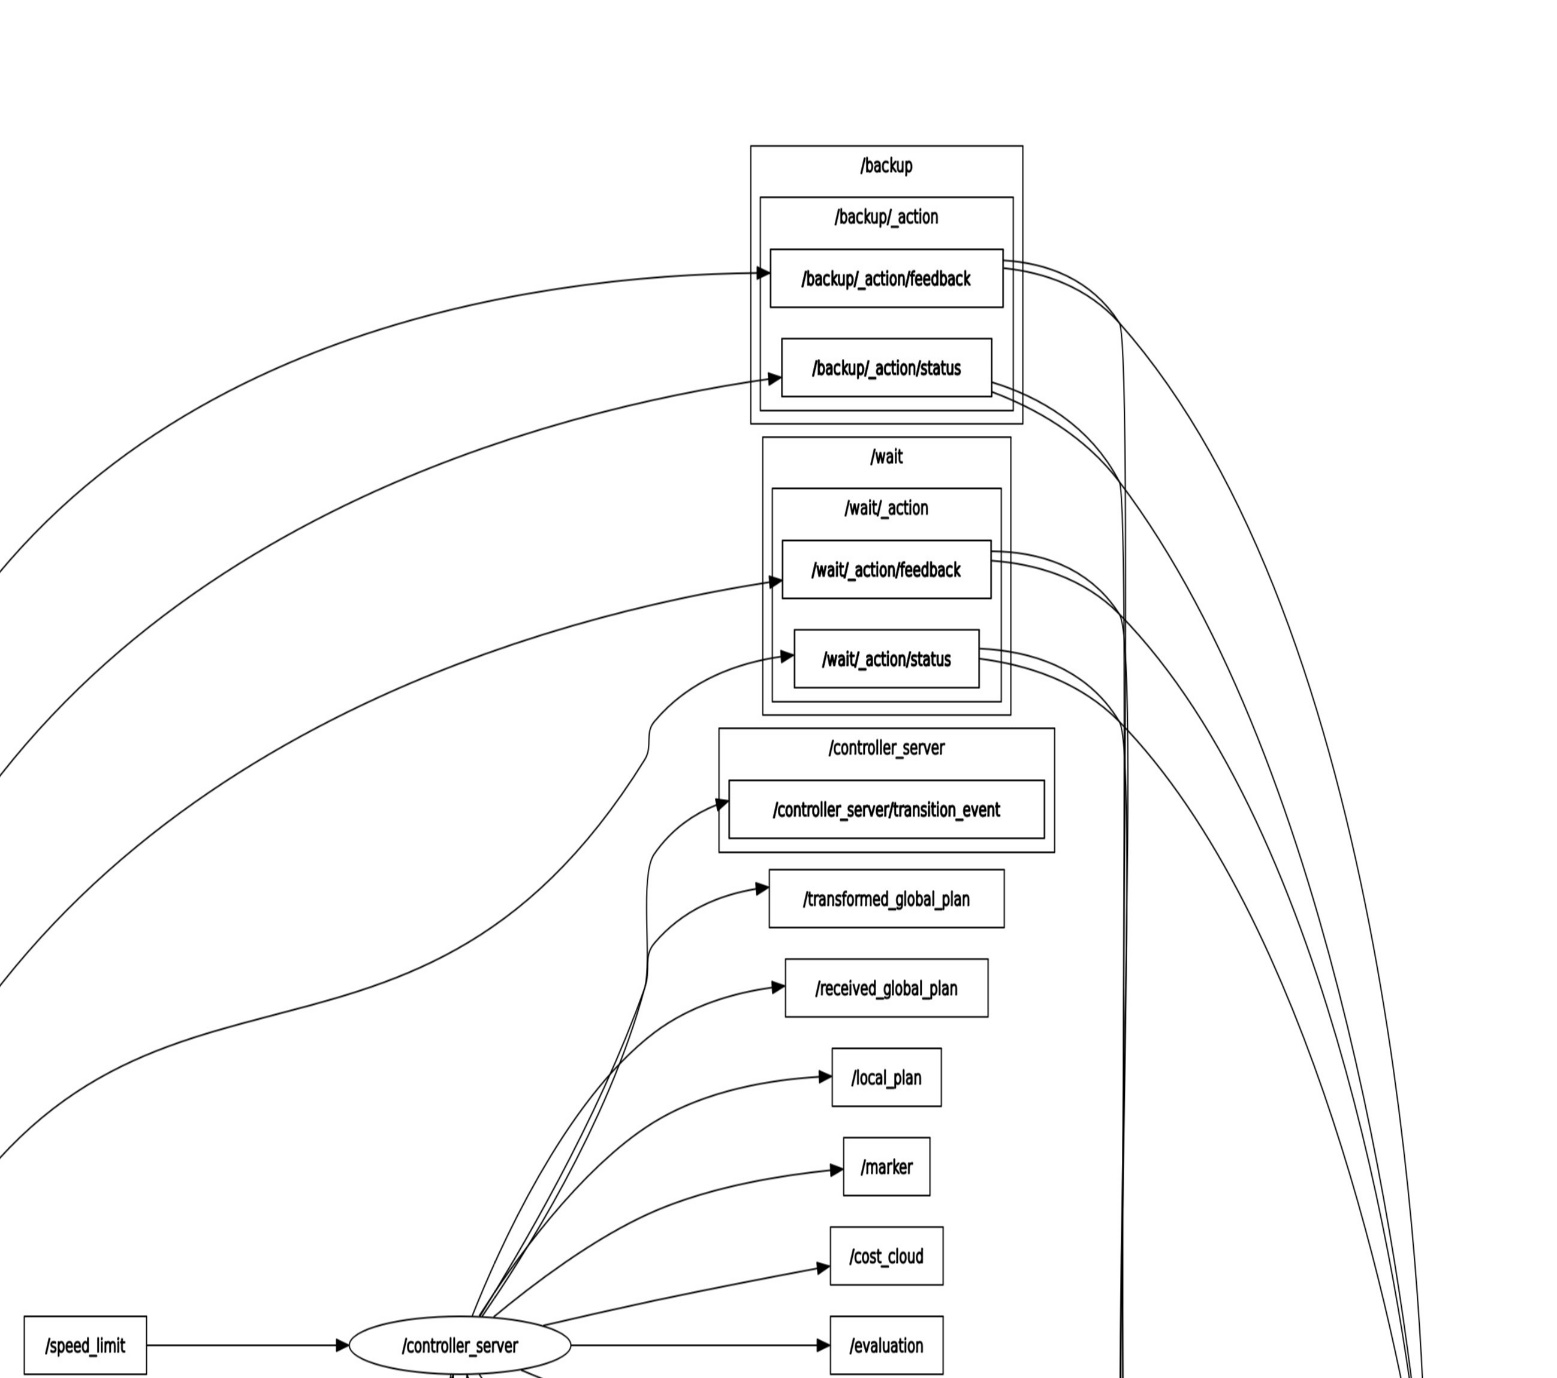 /backup
/backup/_action
/backup/_action/feedback
/backup/_action/status
/wait
/wait/_action
/wait/_action/feedback
/wait/_action/status
/controller_server
/controller_server/transition_event
/transformed_global_plan
/received_global_plan
/local_plan
/marker
/cost_cloud
/speed_limit
/controller_server
/evaluation